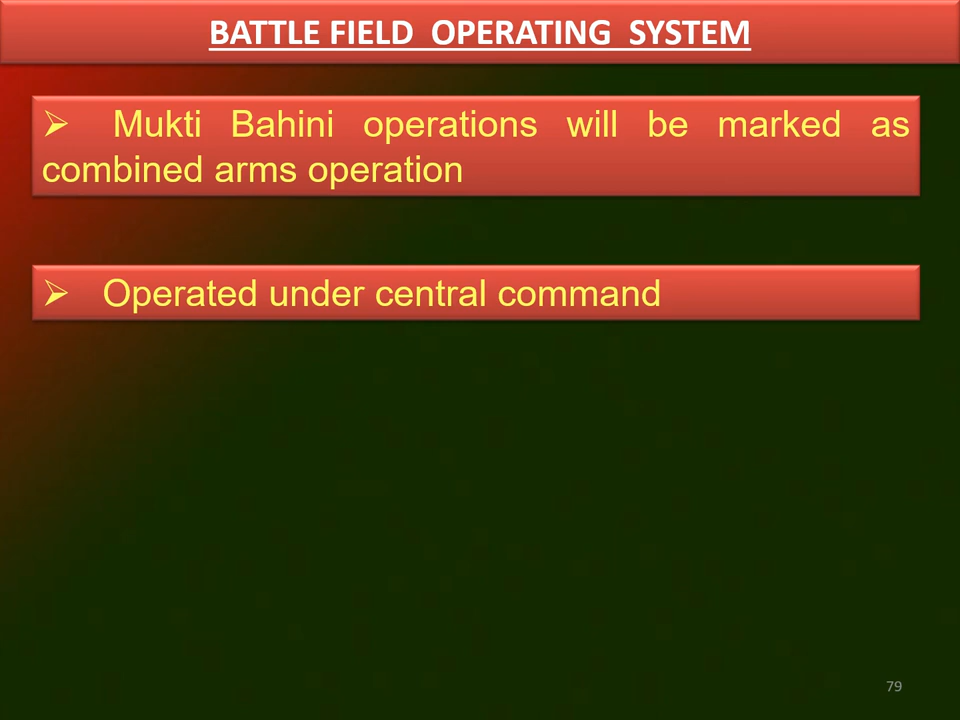 BATTLE FIELD OPERATING SYSTEM
➢ Mukti Bahini operations will be marked as
combined arms operation
➢ Operated under central command
79